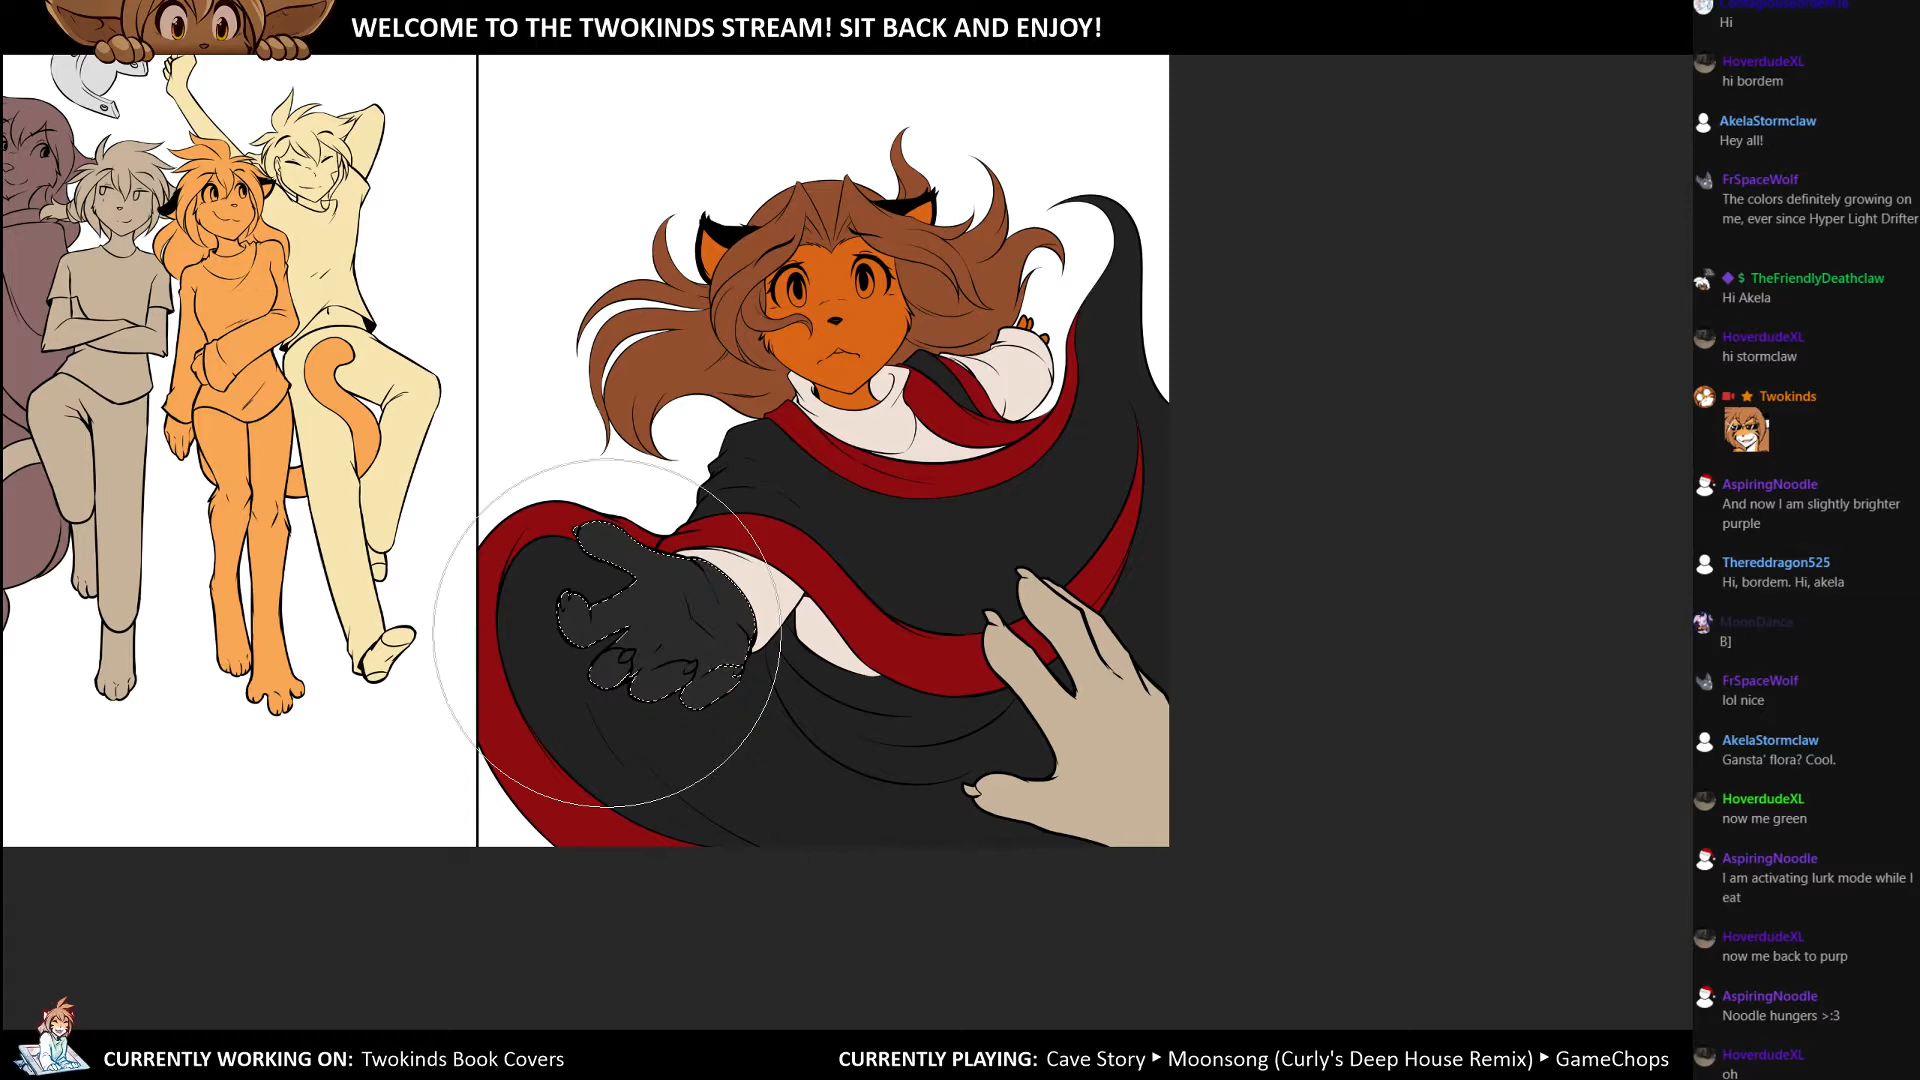 WELCOME TO THE TWOKINDS STREAM! SIT BACK AND ENJOY!
Hi
HoverdudeXL
hi bordem
AkelaStormclaw
Hey all!
FrSpaceWolf
The colors definitely growing on
me, ever since Hyper Light Drifter
$ TheFriendlyDeathclaw
Hi Akela
HoverdudeXL
hi stormclaw
Twokinds
AspiringNoodle
And now I am slightly brighter
purple
Thereddragon525
Hi, bordem. Hi, akela
MoonDance
B]
FrSpaceWolf
lol nice
AkelaStormclaw
Gansta' flora? Cool.
HoverdudeXL
now me green
AspiringNoodle
I am activating lurk mode while I
eat
HoverdudeXL
now me back to purp
AspiringNoodle
Noodle hungers >:3
HoverdudeXL
oh
CURRENTLY WORKING ON: Twokinds Book Covers
CURRENTLY PLAYING: Cave Story ▸ Moonsong (Curly's Deep House Remix) ▸ GameChops